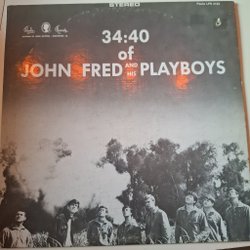 STEREO
34:40
of
JOHN FRED AND HIS PLAYBOYS